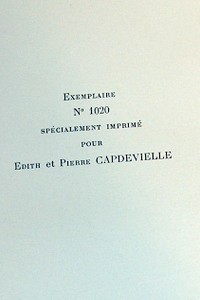 Exemplaire
N° 1020
spécialement imprimé
pour
Edith et Pierre CAPDEVIELLE